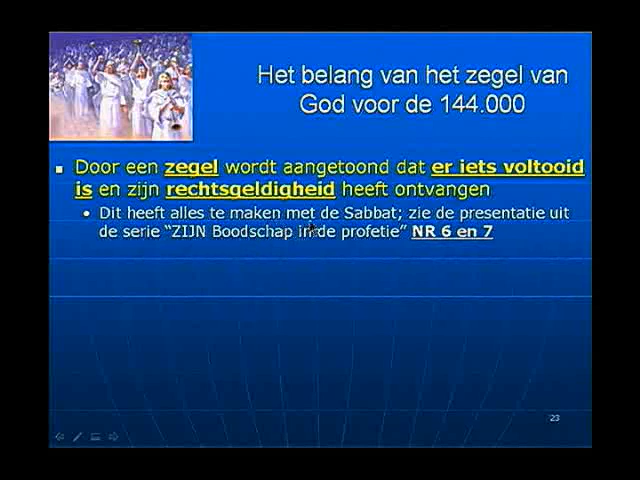 Het belang van het zegel van
God voor de 144.000
Door een zegel wordt aangetoond dat er iets voltooid
is en zijn rechtsgeldigheid heeft ontvangen
Dit heeft alles te maken met de Sabbat; zie de presentatie uit
de serie “ZIJN Boodschap in de profetie” NR 6 en 7
23